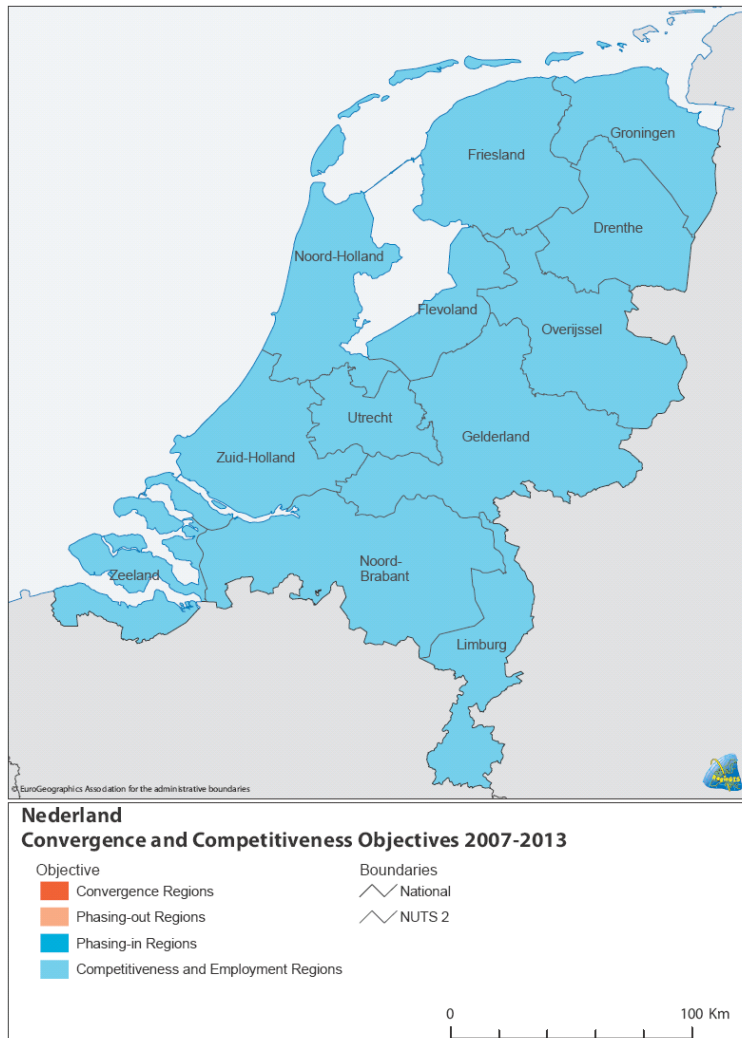 Groningen
Friesland
Drenthe
Noord-Holland
Flevoland
Overijssel
Utrecht
Gelderland
Zuid-Holland
Noord-
Brabant
Zeeland
Limburg
© EuroGeographics Association for the administrative boundaries
Nederland
Convergence and Competitiveness Objectives 2007-2013
Objective
Convergence Regions
Phasing-out Regions
Phasing-in Regions
Competitiveness and Employment Regions
Boundaries
National
NUTS 2
0 100 Km